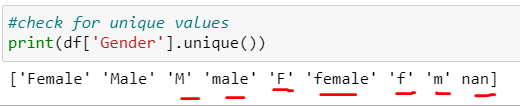 #check for unique values
print(df['Gender'].unique())
['Female' 'Male' 'M' 'male' 'F' 'female' 'f' 'm' nan]